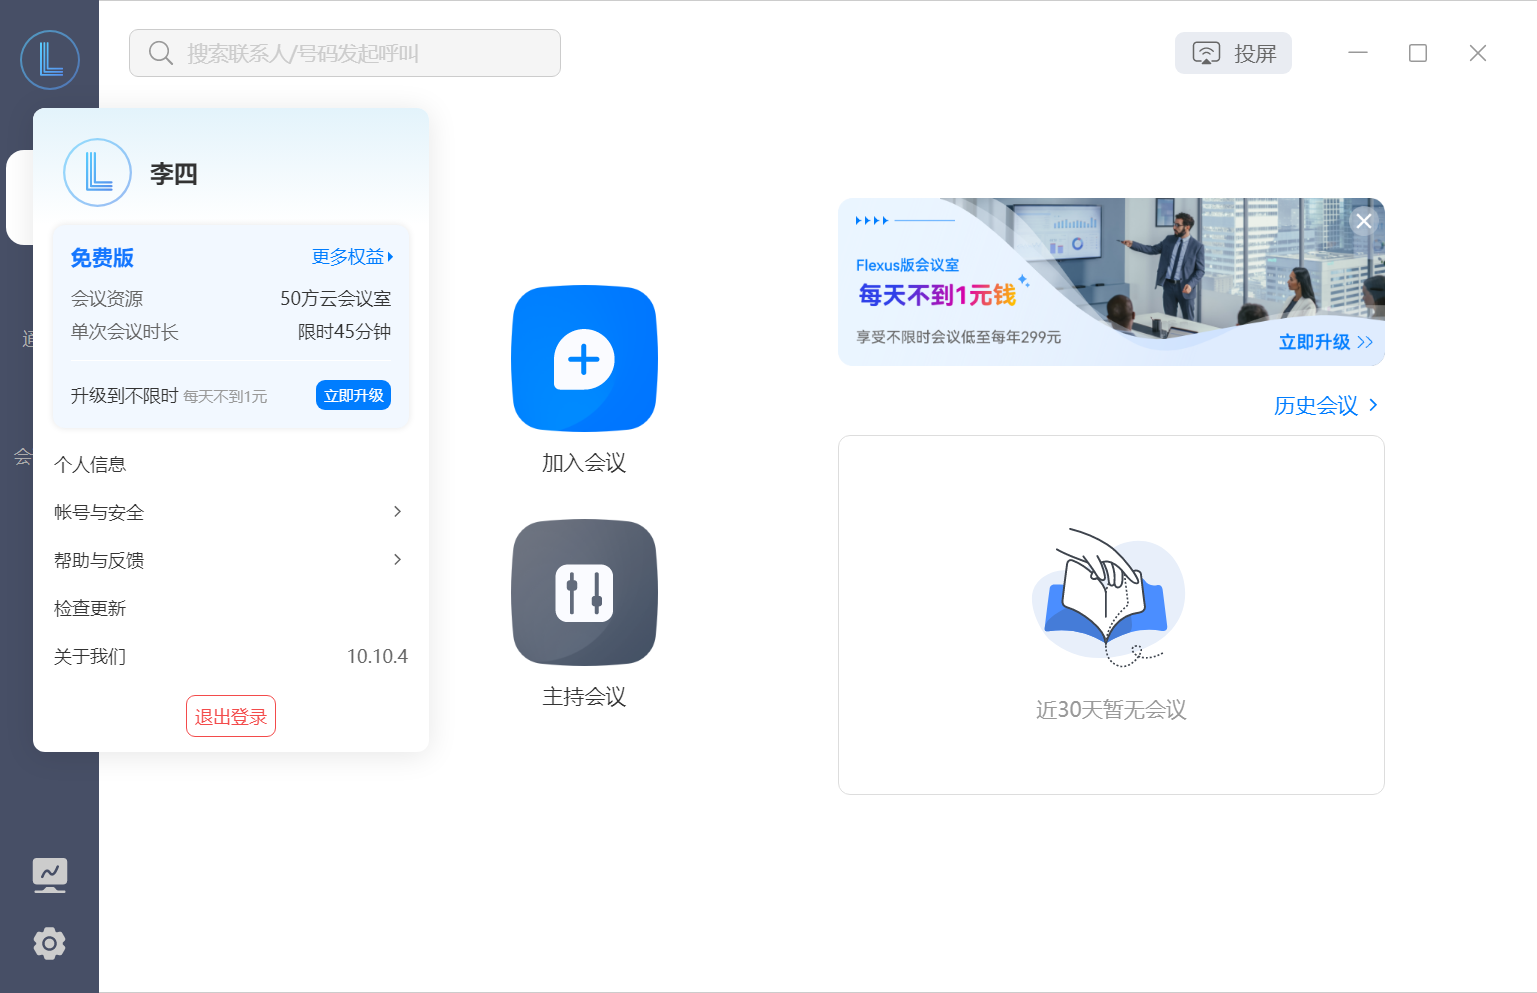 搜索联系人/号码发起呼叫
投屏
李四
免费版
更多权益
会议资源 50方云会议室
单次会议时长 限时45分钟
升级到不限时 每天不到1元 立即升级
个人信息
帐号与安全
帮助与反馈
检查更新
关于我们 10.10.4
退出登录
通
会
加入会议
主持会议
Flexus版会议室
每天不到1元钱
享受不限时会议低至每年299元
立即升级
历史会议
近30天暂无会议